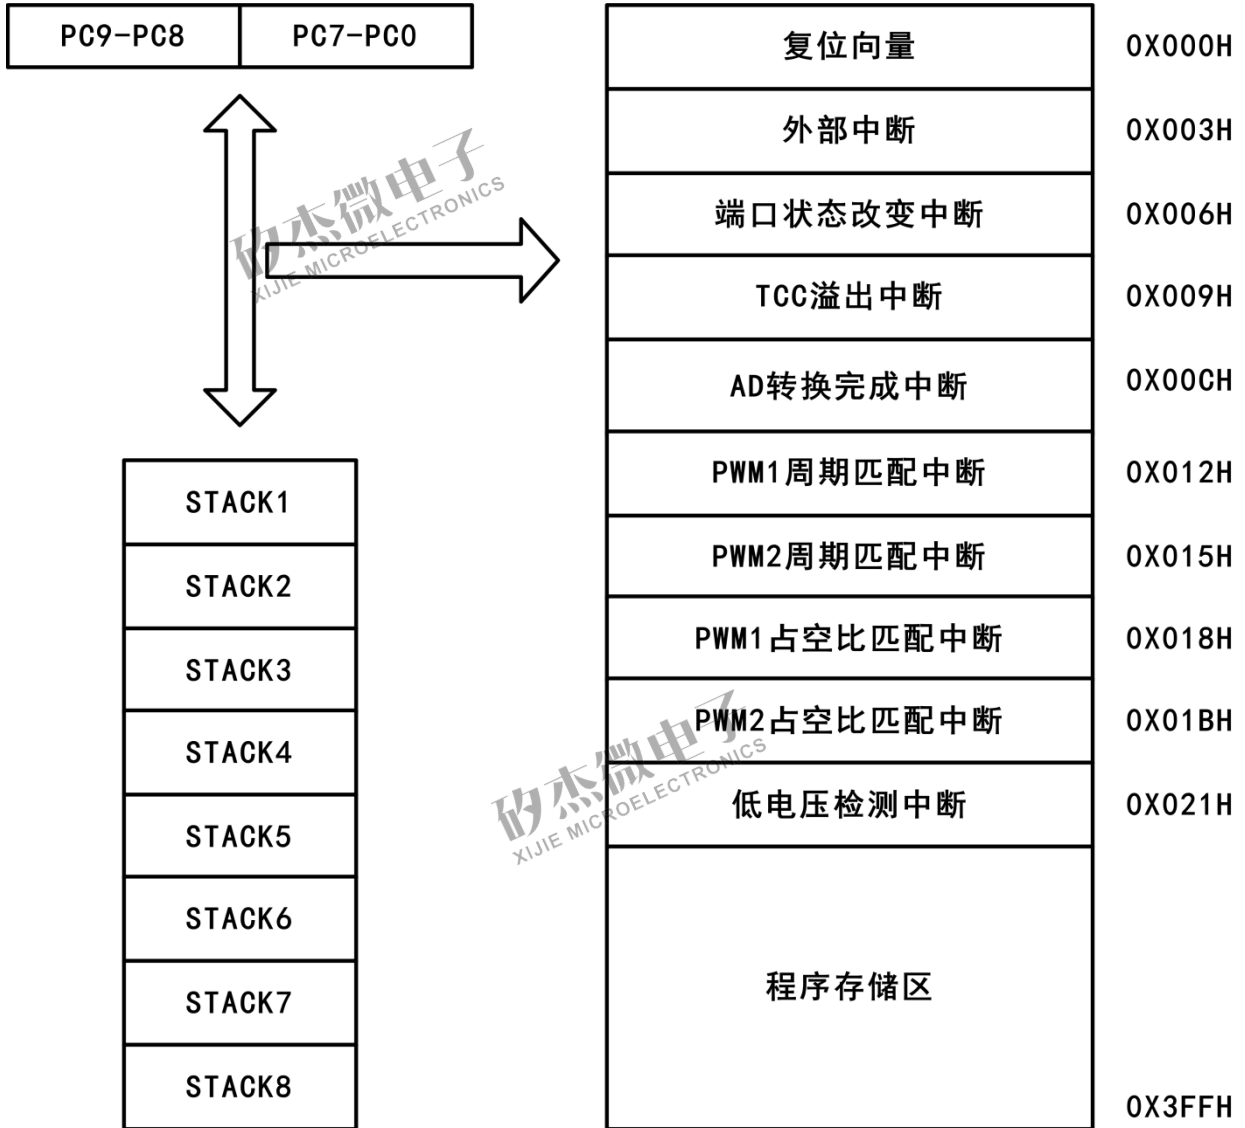 PC9-PC8 PC7-PC0
复位向量 0X000H
外部中断 0X003H
端口状态改变中断 0X006H
TCC溢出中断 0X009H
AD转换完成中断 0X00CH
PWM1周期匹配中断 0X012H
PWM2周期匹配中断 0X015H
PWM1占空比匹配中断 0X018H
PWM2占空比匹配中断 0X01BH
低电压检测中断 0X021H
程序存储区
0X3FFH
STACK1
STACK2
STACK3
STACK4
STACK5
STACK6
STACK7
STACK8
矽杰微电子
XIJIE MICROELECTRONICS
矽杰微电子
XIJIE MICROELECTRONICS